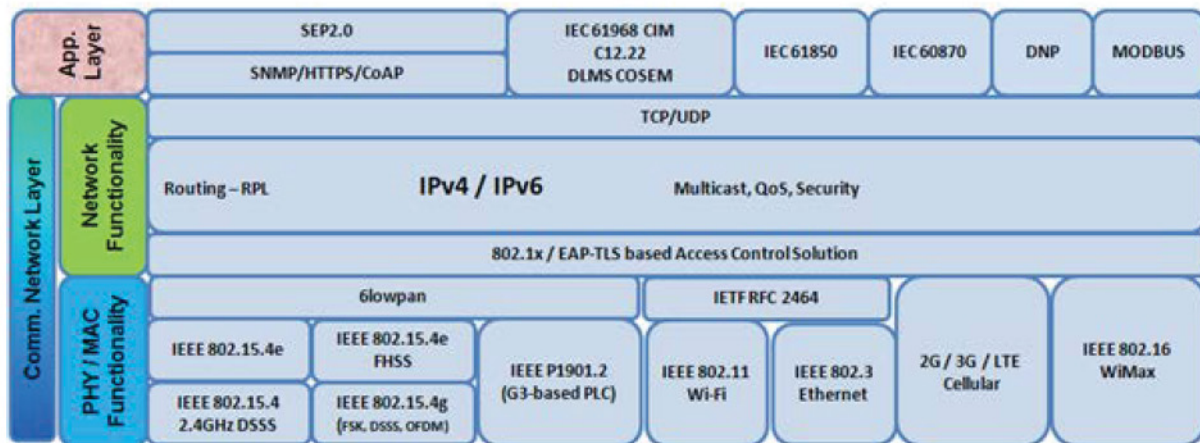 App.
Layer
SEP2.0
SNMP/HTTPS/CoAP
IEC 61968 CIM
C12.22
DLMS COSEM
IEC 61850
IEC 60870
DNP
MODBUS
Comm. Network Layer
Network
Functionality
TCP/UDP
Routing – RPL
IPv4 / IPv6
Multicast, QoS, Security
802.1x / EAP-TLS based Access Control Solution
PHY / MAC
Functionality
6lowpan
IETF RFC 2464
IEEE 802.15.4e
IEEE 802.15.4e
FHSS
IEEE 802.15.4
2.4GHz DSSS
IEEE 802.15.4g
(FSK, DSSS, OFDM)
IEEE P1901.2
(G3-based PLC)
IEEE 802.11
Wi-Fi
IEEE 802.3
Ethernet
2G / 3G / LTE
Cellular
IEEE 802.16
WiMax